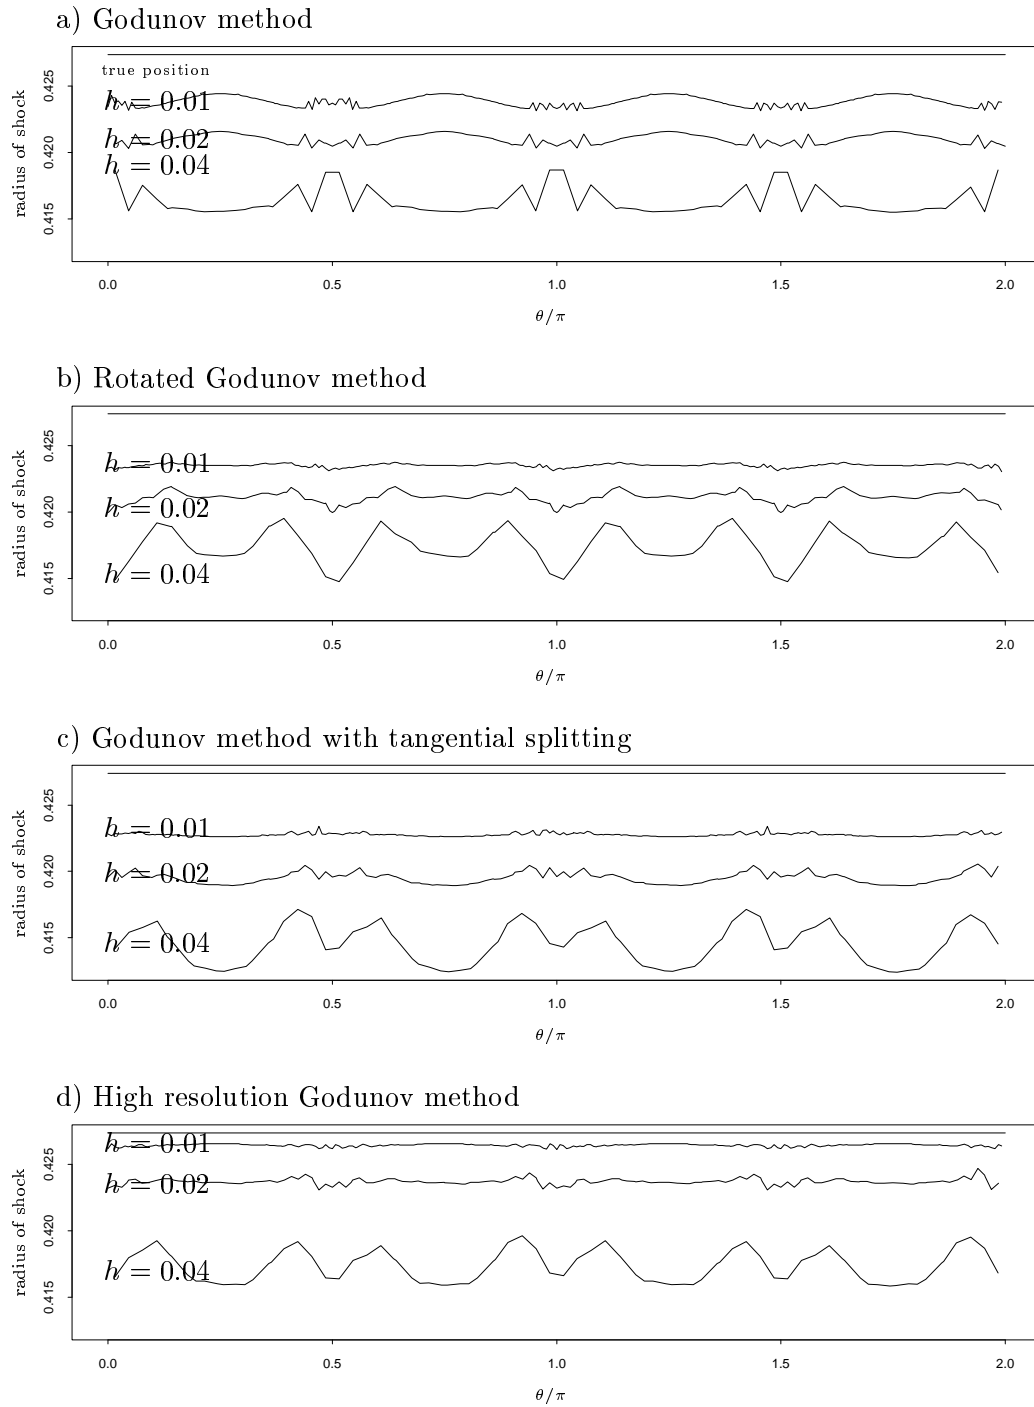 a) Godunov method
true position
h = 0.01
h = 0.02
h = 0.04
radius of shock
0.425
0.420
0.415
0.0 0.5 1.0 1.5 2.0
θ/π
b) Rotated Godunov method
h = 0.01
h = 0.02
h = 0.04
radius of shock
0.425
0.420
0.415
0.0 0.5 1.0 1.5 2.0
θ/π
c) Godunov method with tangential splitting
h = 0.01
h = 0.02
h = 0.04
radius of shock
0.425
0.420
0.415
0.0 0.5 1.0 1.5 2.0
θ/π
d) High resolution Godunov method
h = 0.01
h = 0.02
h = 0.04
radius of shock
0.425
0.420
0.415
0.0 0.5 1.0 1.5 2.0
θ/π